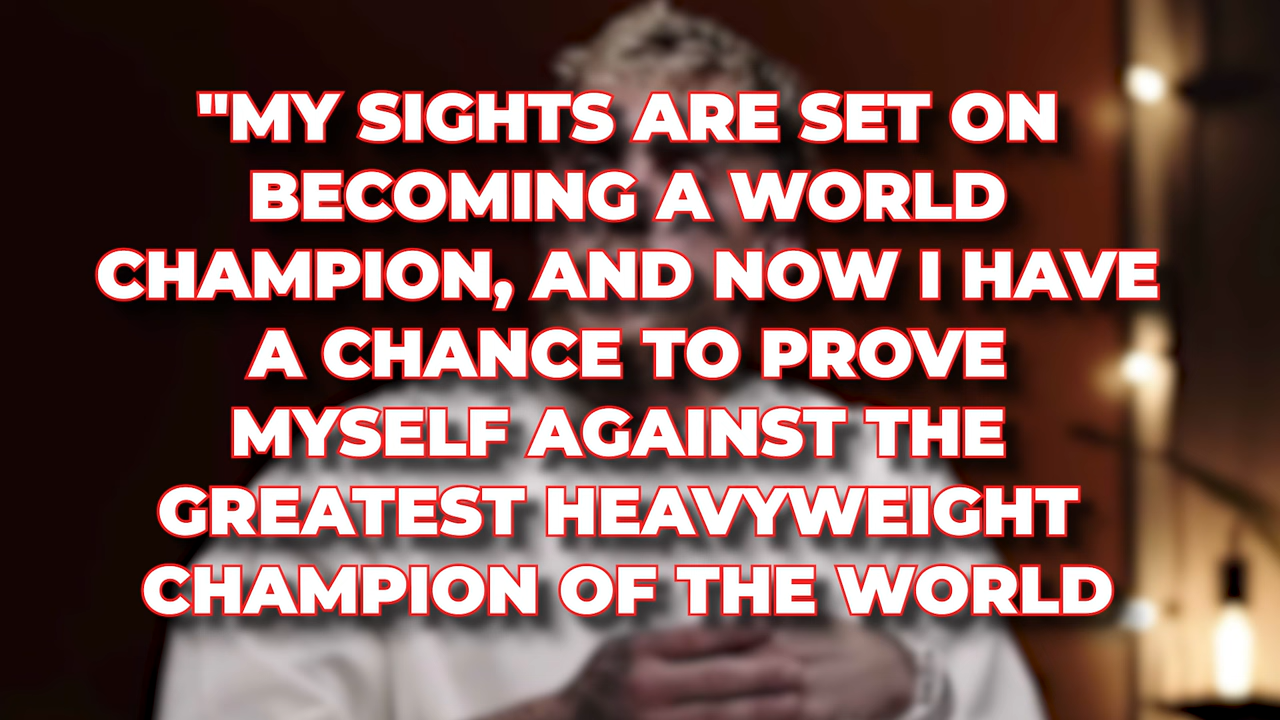 "MY SIGHTS ARE SET ON
BECOMING A WORLD
CHAMPION, AND NOW I HAVE
A CHANCE TO PROVE
MYSELF AGAINST THE
GREATEST HEAVYWEIGHT
CHAMPION OF THE WORLD